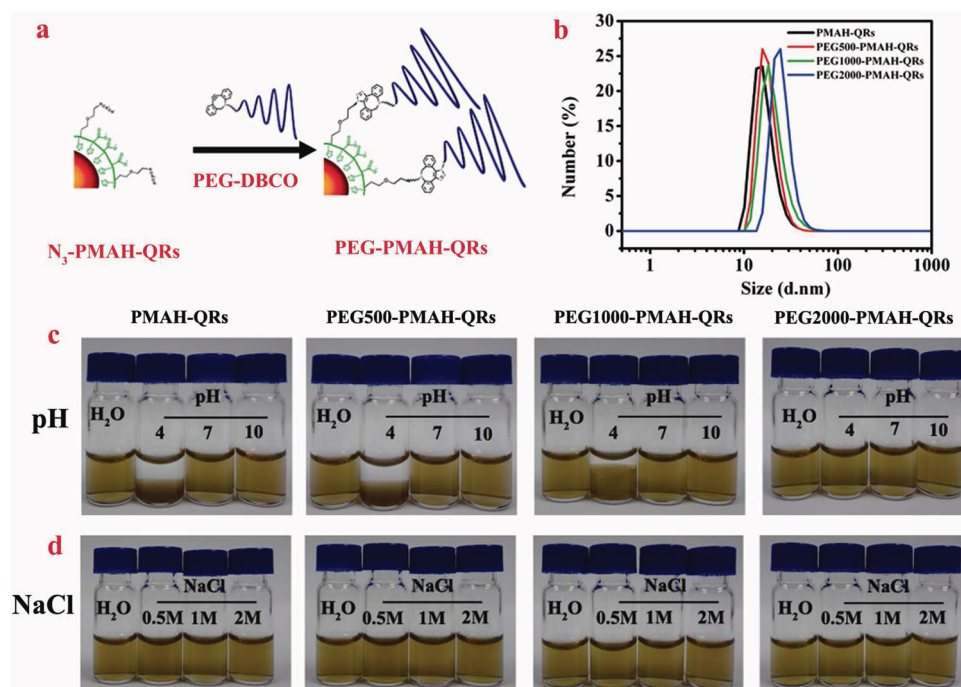 a
PEG-DBCO
N₃-PMAH-QRs
PEG-PMAH-QRs
b
PMAH-QRs
PEG500-PMAH-QRs
PEG1000-PMAH-QRs
PEG2000-PMAH-QRs
Number (%)
30
25
20
15
10
5
0
1
10
100
1000
Size (d.nm)
PMAH-QRs
PEG500-PMAH-QRs
PEG1000-PMAH-QRs
PEG2000-PMAH-QRs
c
pH
H₂O
pH
4 7 10
H₂O
pH
4 7 10
H₂O
pH
4 7 10
H₂O
pH
4 7 10
d
NaCl
H₂O
NaCl
0.5M 1M 2M
H₂O
NaCl
0.5M 1M 2M
H₂O
NaCl
0.5M 1M 2M
H₂O
NaCl
0.5M 1M 2M